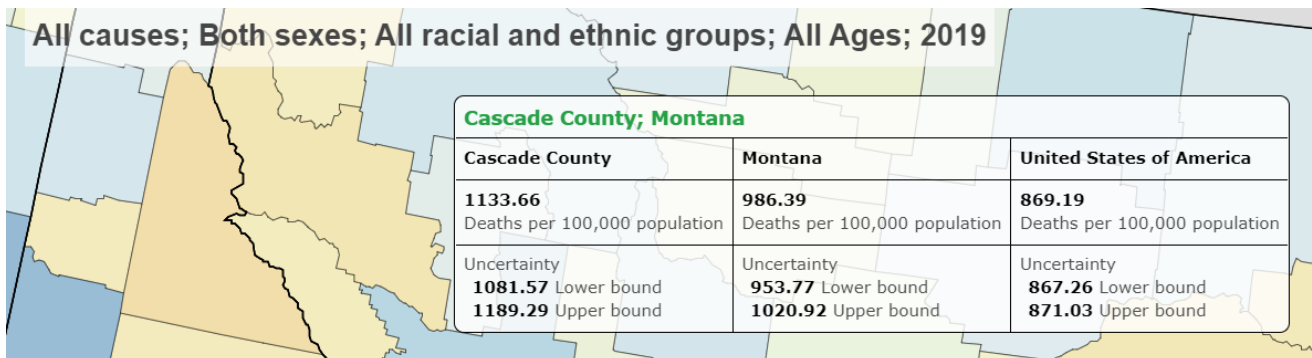 All causes; Both sexes; All racial and ethnic groups; All Ages; 2019
Cascade County; Montana
Cascade County Montana United States of America
1133.66 986.39 869.19
Deaths per 100,000 population Deaths per 100,000 population Deaths per 100,000 population
Uncertainty Uncertainty Uncertainty
1081.57 Lower bound 953.77 Lower bound 867.26 Lower bound
1189.29 Upper bound 1020.92 Upper bound 871.03 Upper bound